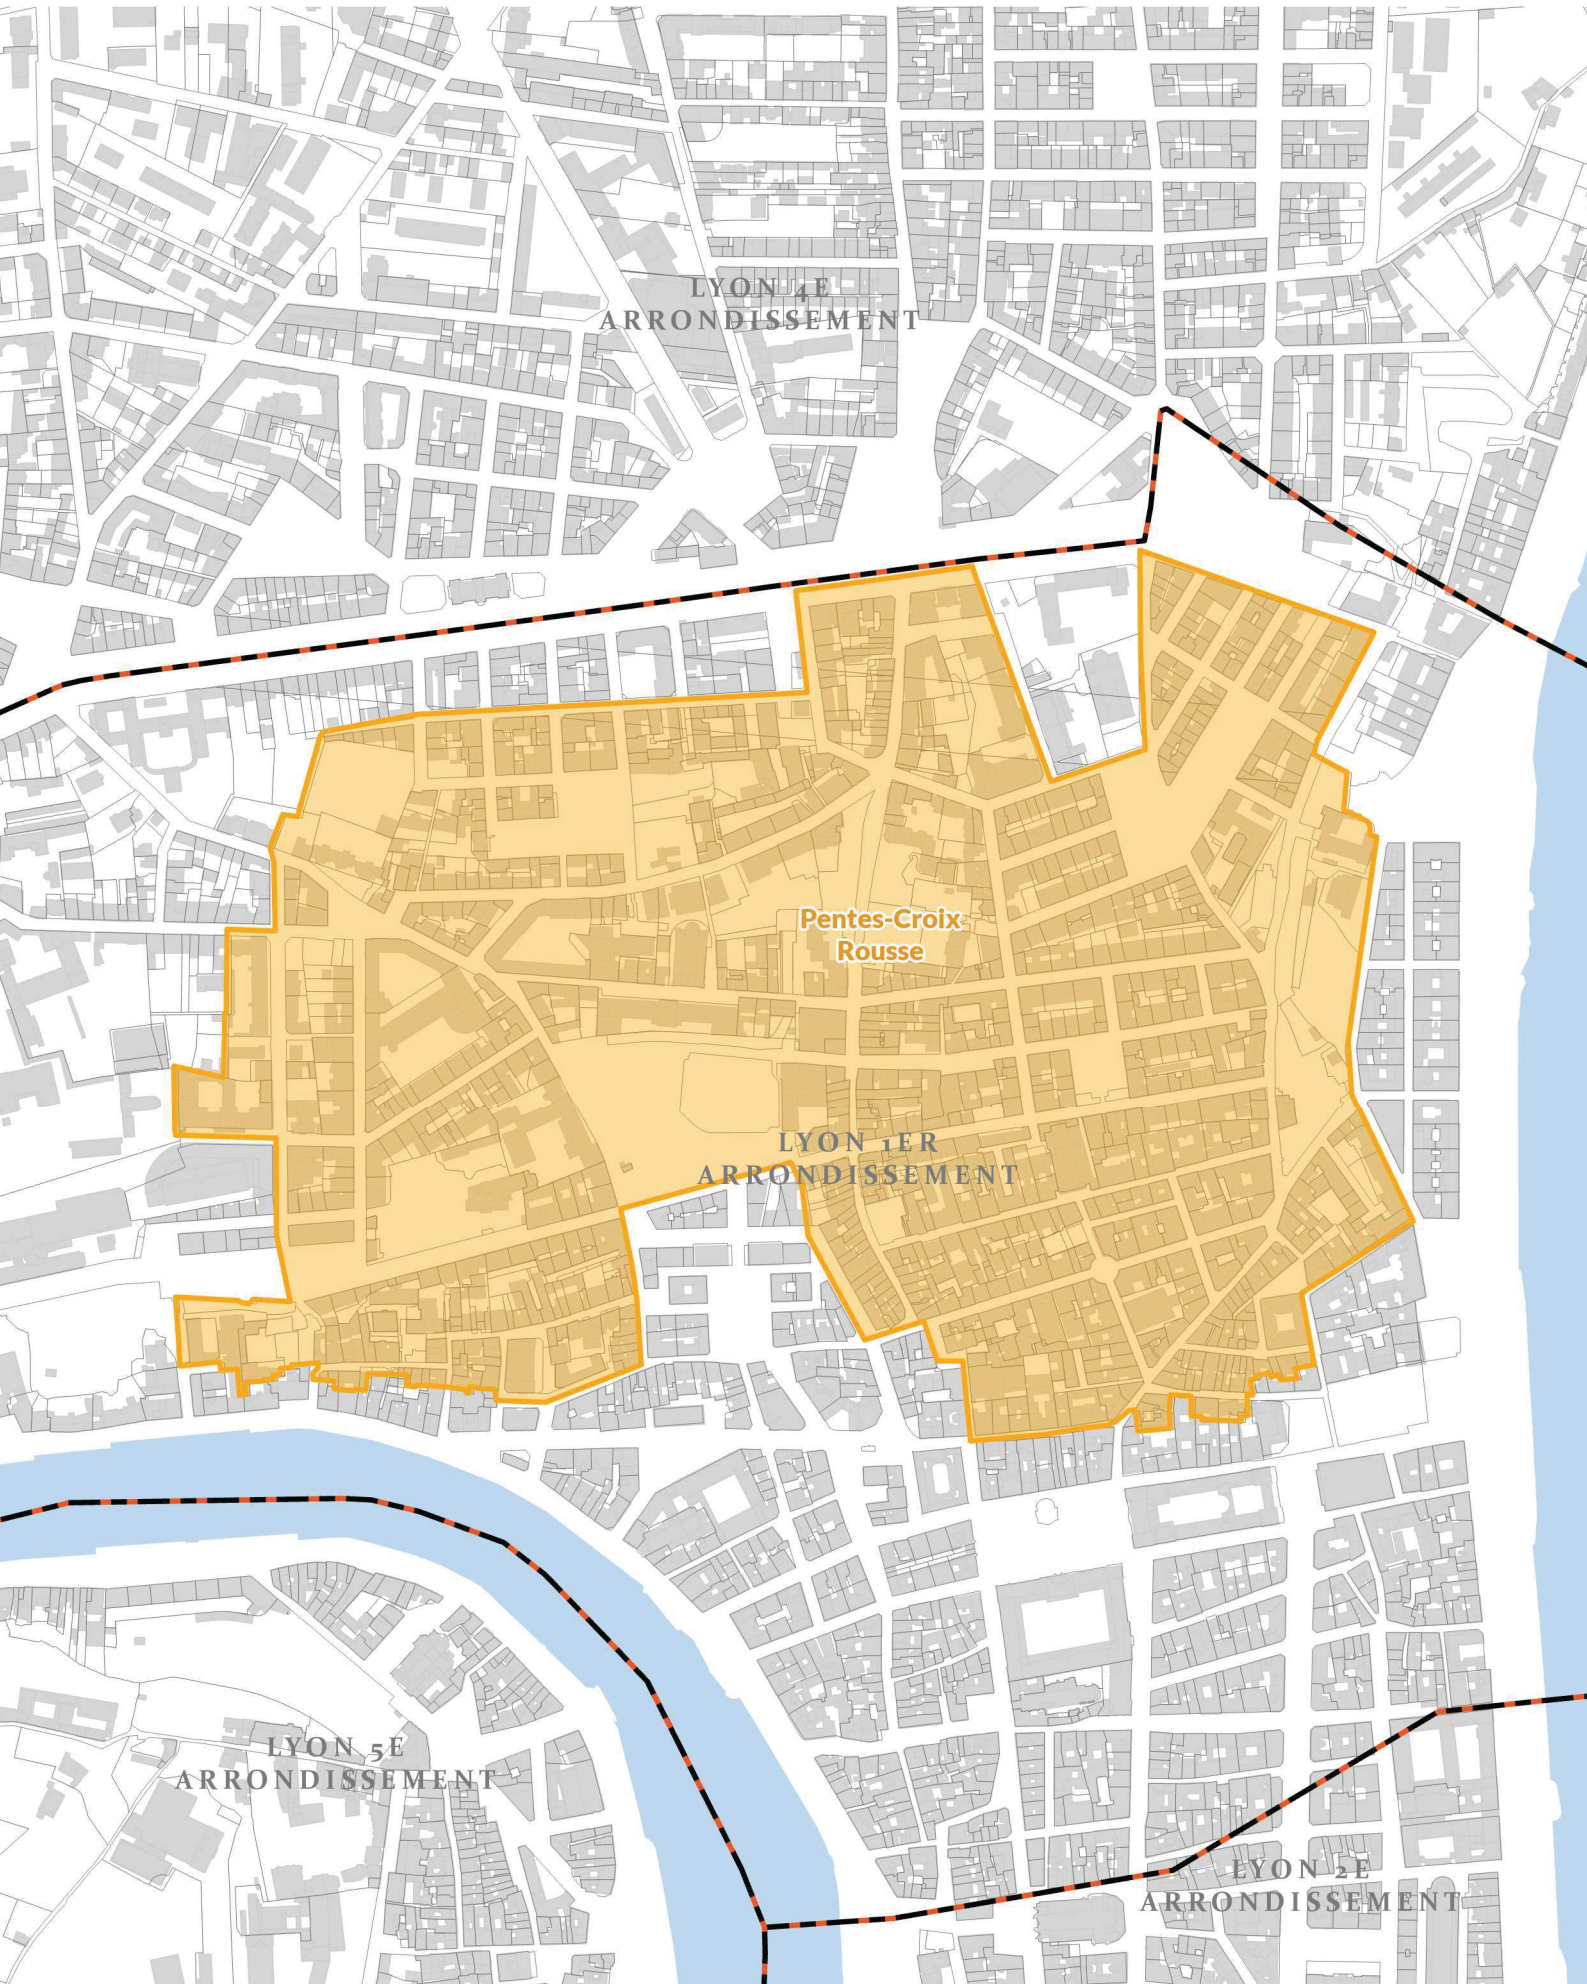 LYON 4E
ARRONDISSEMENT
Pentes-Croix
Rousse
LYON 1ER
ARRONDISSEMENT
LYON 5E
ARRONDISSEMENT
LYON 2E
ARRONDISSEMENT